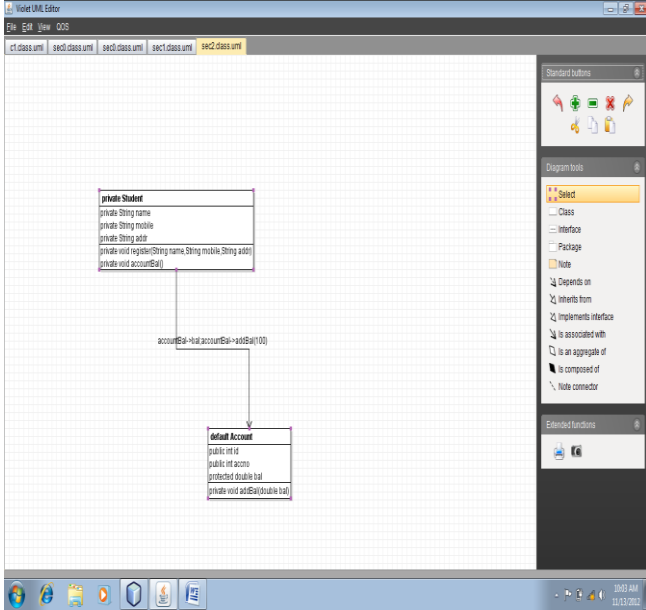 Violet UML Editor
File Edit View QOS
c1.class.uml sec0.class.uml sec0.class.uml sec1.class.uml sec2.class.uml
private Student
private String name
private String mobile
private String addr
private void register(String name,String mobile,String addr)
private void accountBal()
accountBal->bal,accountBal->addBal(100)
default Account
public int id
public int accno
protected double bal
private void addBal(double bal)
Standard buttons
Diagram tools
Select
Class
Interface
Package
Note
Depends on
Inherits from
Implements interface
Is associated with
Is an aggregate of
Is composed of
Note connector
Extended functions
10:03 AM
11/13/2012